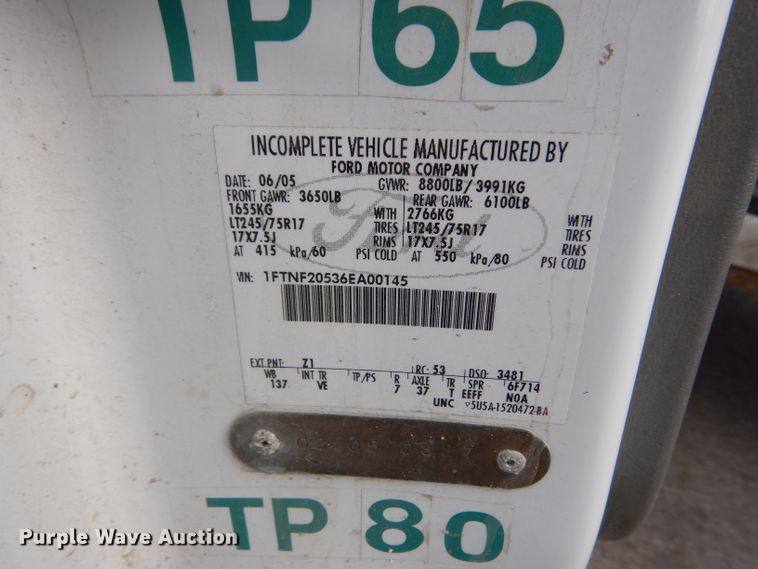 TP 65
INCOMPLETE VEHICLE MANUFACTURED BY
FORD MOTOR COMPANY
DATE: 06/05 GVWR: 8800LB/ 3991KG
FRONT GAWR: 3650LB REAR GAWR: 6100LB
1655KG WITH 2766KG WITH
LT245/75R17 TIRES LT245/75R17 TIRES
17X7.5J RIMS 17X7.5J RIMS
AT 415 kPa/60 PSI COLD AT 550 kPa/80 PSI COLD
Ford
VIN: 1FTNF20536EA00145
EXT PNT: Z1 RC: 53 DSO: 3481
WB INT TR TP/PS R AXLE TR SPR 6F714
137 VE 7 37 T EEFF N0A
UNC 5U5A-1520472-BA
TP 80
Purple Wave Auction